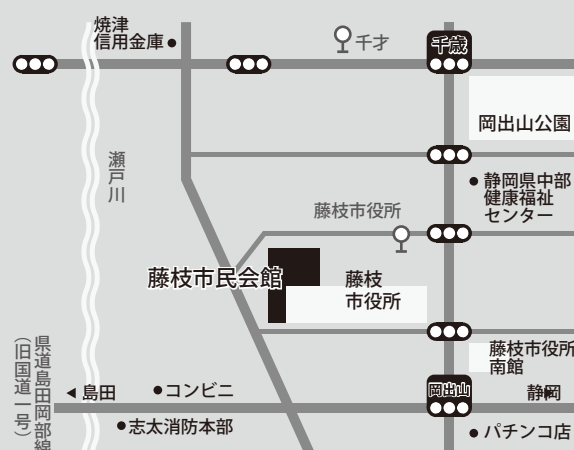 焼津
信用金庫
千才
千歳
岡出山公園
瀬戸川
静岡県中部
健康福祉
センター
藤枝市役所
藤枝市民会館
藤枝
市役所
藤枝市役所
南館
県道島田岡部線
(旧国道一号)
島田
コンビニ
岡出山
静岡
志太消防本部
パチンコ店